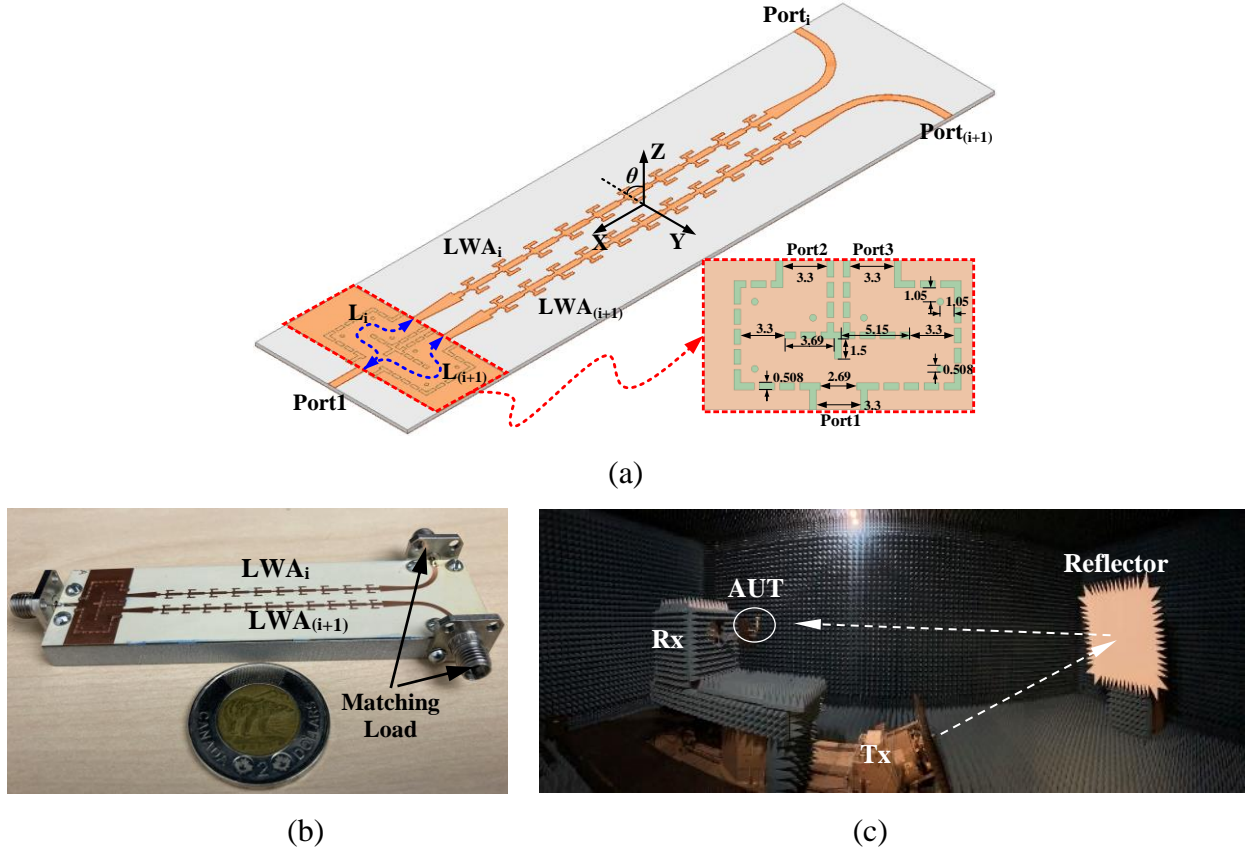 Port_i
Port_(i+1)
Z
θ
X
Y
LWA_i
LWA_(i+1)
L_i
L_(i+1)
Port1
Port2
Port3
3.3
3.3
1.05
1.05
3.3
5.15
3.3
3.69
1.5
0.508
2.69
0.508
3.3
Port1
(a)
LWA_i
LWA_(i+1)
Matching
Load
CANADA
2
DOLLARS
(b)
Reflector
AUT
Rx
Tx
(c)